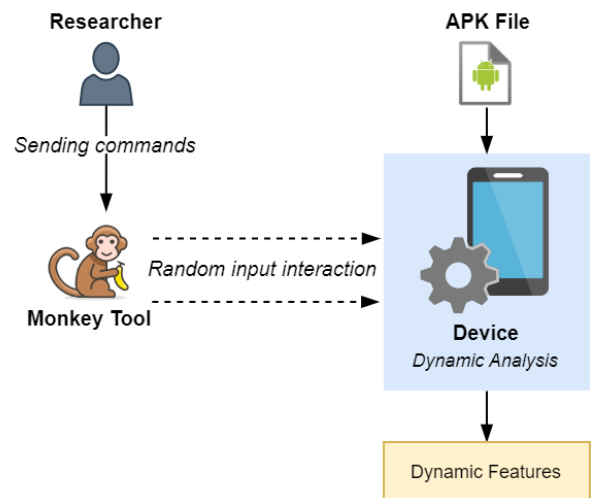 Researcher
APK File
Sending commands
Random input interaction
Monkey Tool
Device
Dynamic Analysis
Dynamic Features